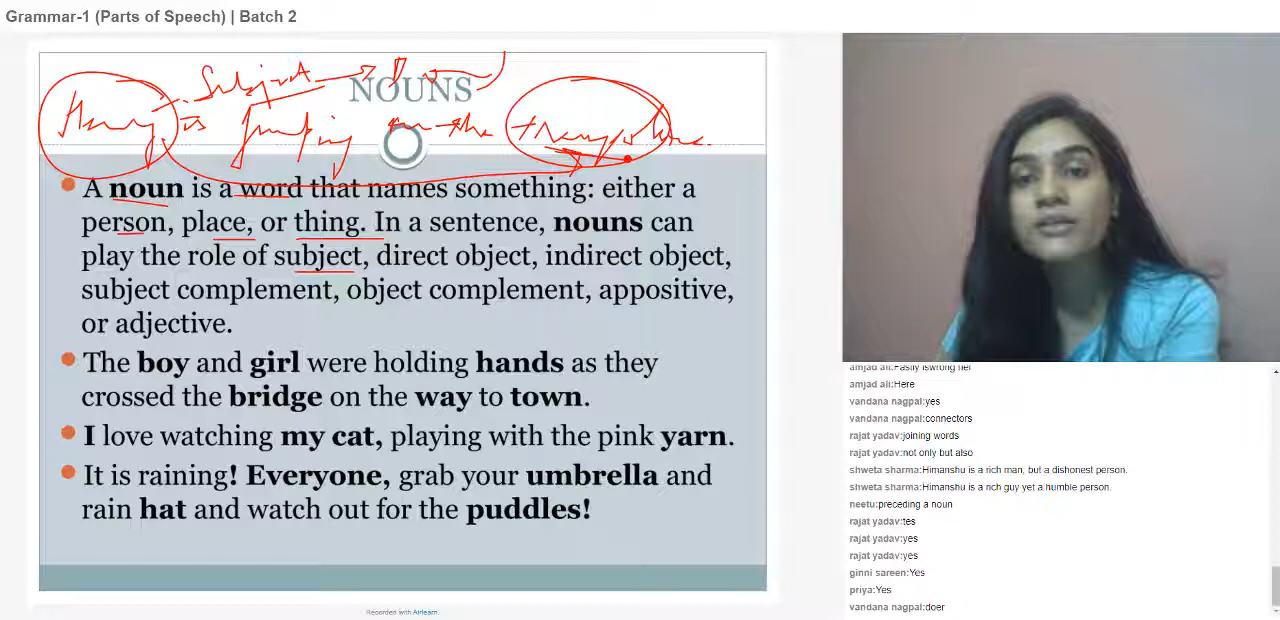 Grammar-1 (Parts of Speech) | Batch 2
Subject
NOUNS
is jumping on the
A noun is a word that names something: either a
person, place, or thing. In a sentence, nouns can
play the role of subject, direct object, indirect object,
subject complement, object complement, appositive,
or adjective.
The boy and girl were holding hands as they
crossed the bridge on the way to town.
I love watching my cat, playing with the pink yarn.
It is raining! Everyone, grab your umbrella and
rain hat and watch out for the puddles!
Recorded with Airlearn
amjad ali:Fastly iswrong her
amjad ali:Here
vandana nagpal:yes
vandana nagpal:connectors
rajat yadav:joining words
rajat yadav:not only but also
shweta sharma:Himanshu is a rich man, but a dishonest person.
shweta sharma:Himanshu is a rich guy yet a humble person.
neetu:preceding a noun
rajat yadav:tes
rajat yadav:yes
rajat yadav:yes
ginni sareen:Yes
priya:Yes
vandana nagpal:doer